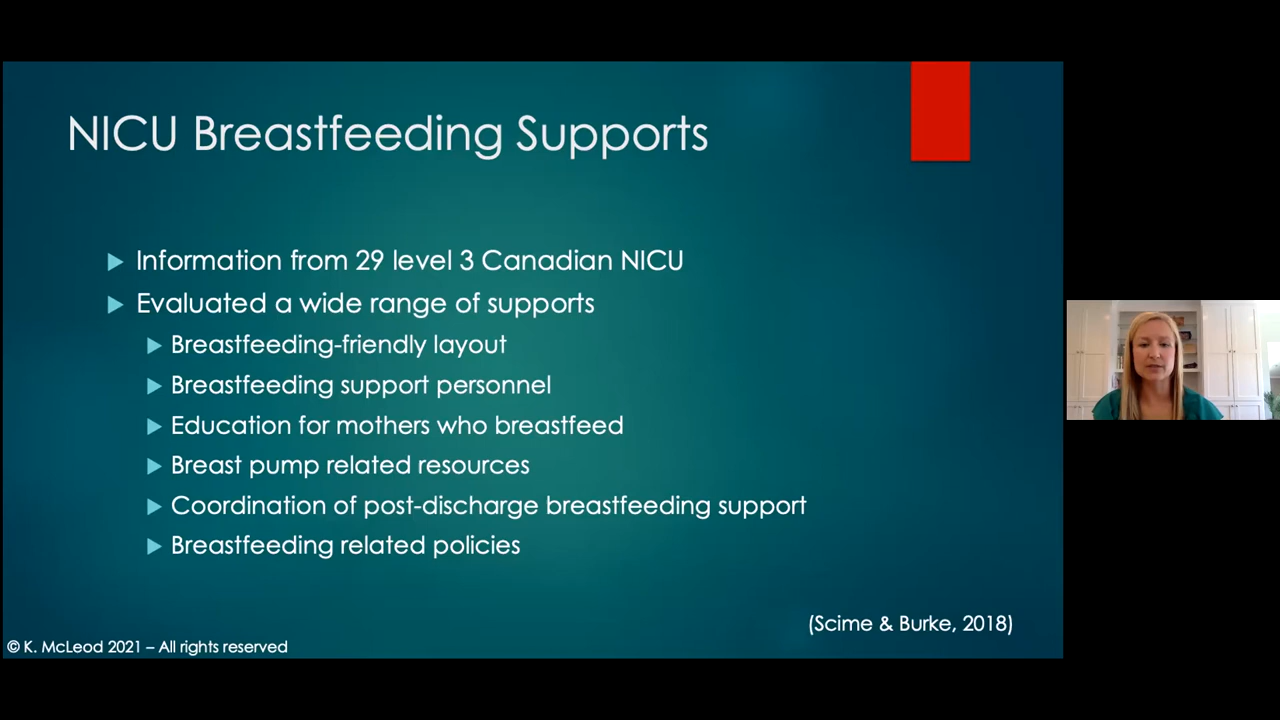 NICU Breastfeeding Supports
Information from 29 level 3 Canadian NICU
Evaluated a wide range of supports
Breastfeeding-friendly layout
Breastfeeding support personnel
Education for mothers who breastfeed
Breast pump related resources
Coordination of post-discharge breastfeeding support
Breastfeeding related policies
(Scime & Burke, 2018)
© K. McLeod 2021 – All rights reserved